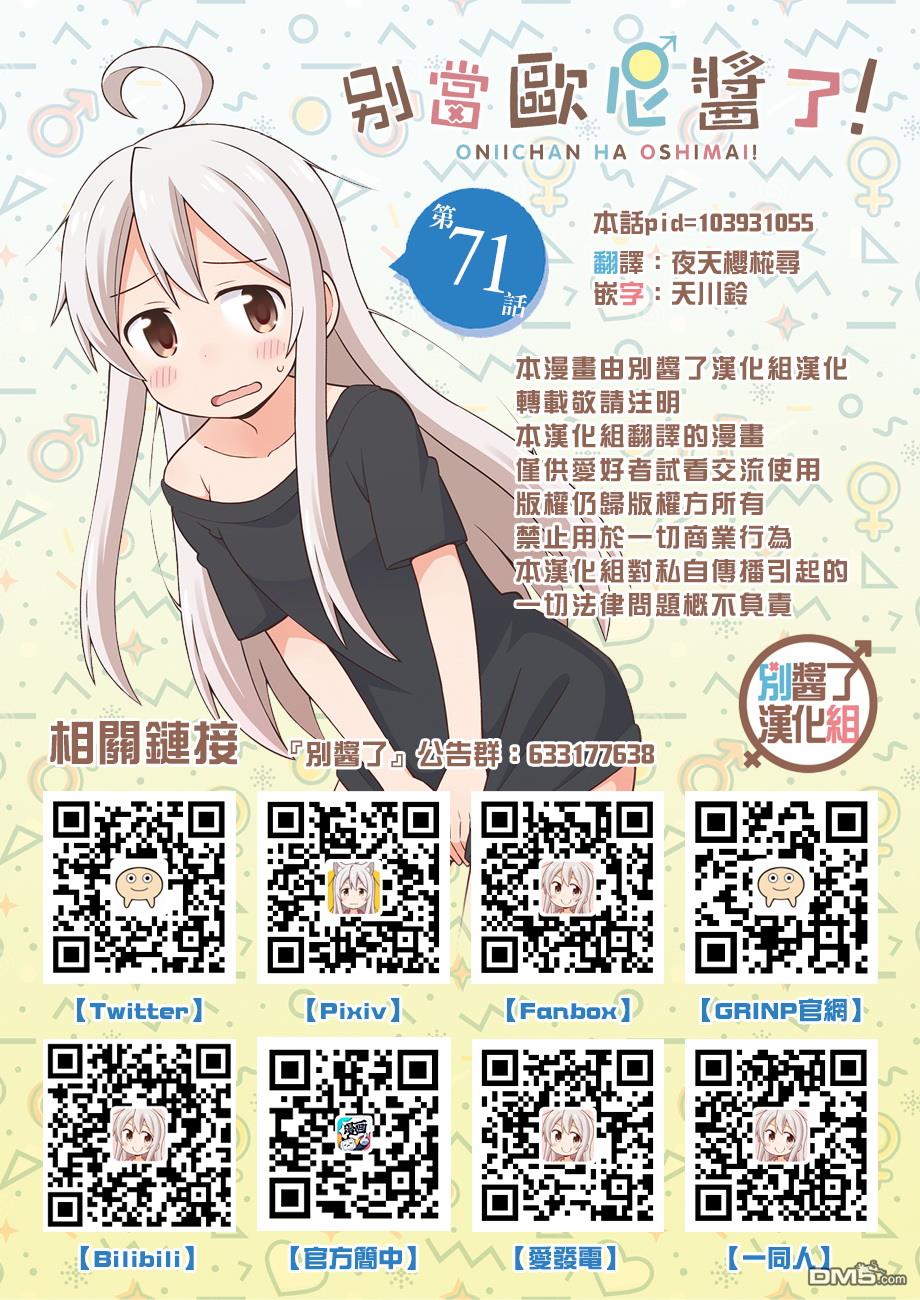 别當歐尼醬了!
ONIICHAN HA OSHIMAI!
第71話
本話pid=103931055
翻譯：夜天櫻椛尋
嵌字：天川鈴
本漫畫由別醬了漢化組漢化
轉載敬請注明
本漢化組翻譯的漫畫
僅供愛好者試看交流使用
版權仍歸版權方所有
禁止用於一切商業行為
本漢化組對私自傳播引起的
一切法律問題概不負責
別醬了
漢化組
相關鏈接
『別醬了』公告群：633177638
【Twitter】
【Pixiv】
【Fanbox】
【GRINP官網】
漫画
【Bilibili】
【官方簡中】
【愛發電】
【一同人】
DM5.com